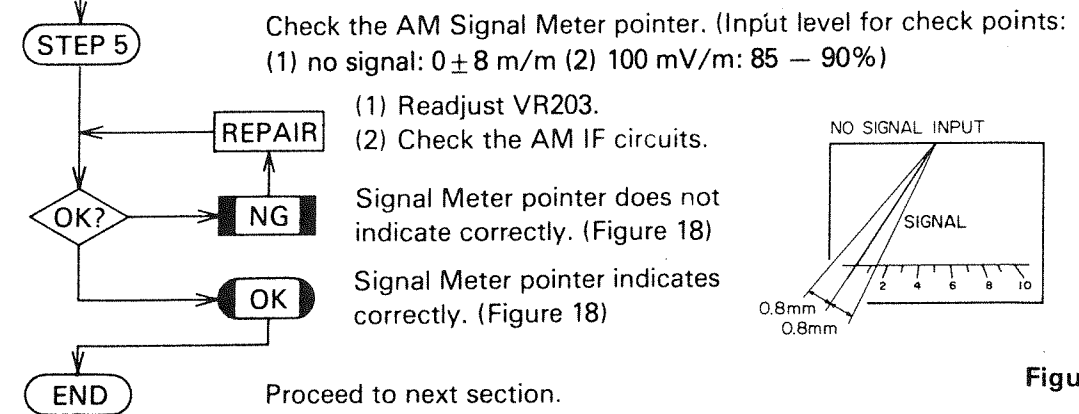 STEP 5
Check the AM Signal Meter pointer. (Input level for check points:
(1) no signal: 0 ± 8 m/m (2) 100 mV/m: 85 — 90%)
REPAIR
(1) Readjust VR203.
(2) Check the AM IF circuits.
OK?
NG
Signal Meter pointer does not
indicate correctly. (Figure 18)
OK
Signal Meter pointer indicates
correctly. (Figure 18)
NO SIGNAL INPUT
SIGNAL
2 4 6 8 10
0.8mm
0.8mm
Figu
END
Proceed to next section.